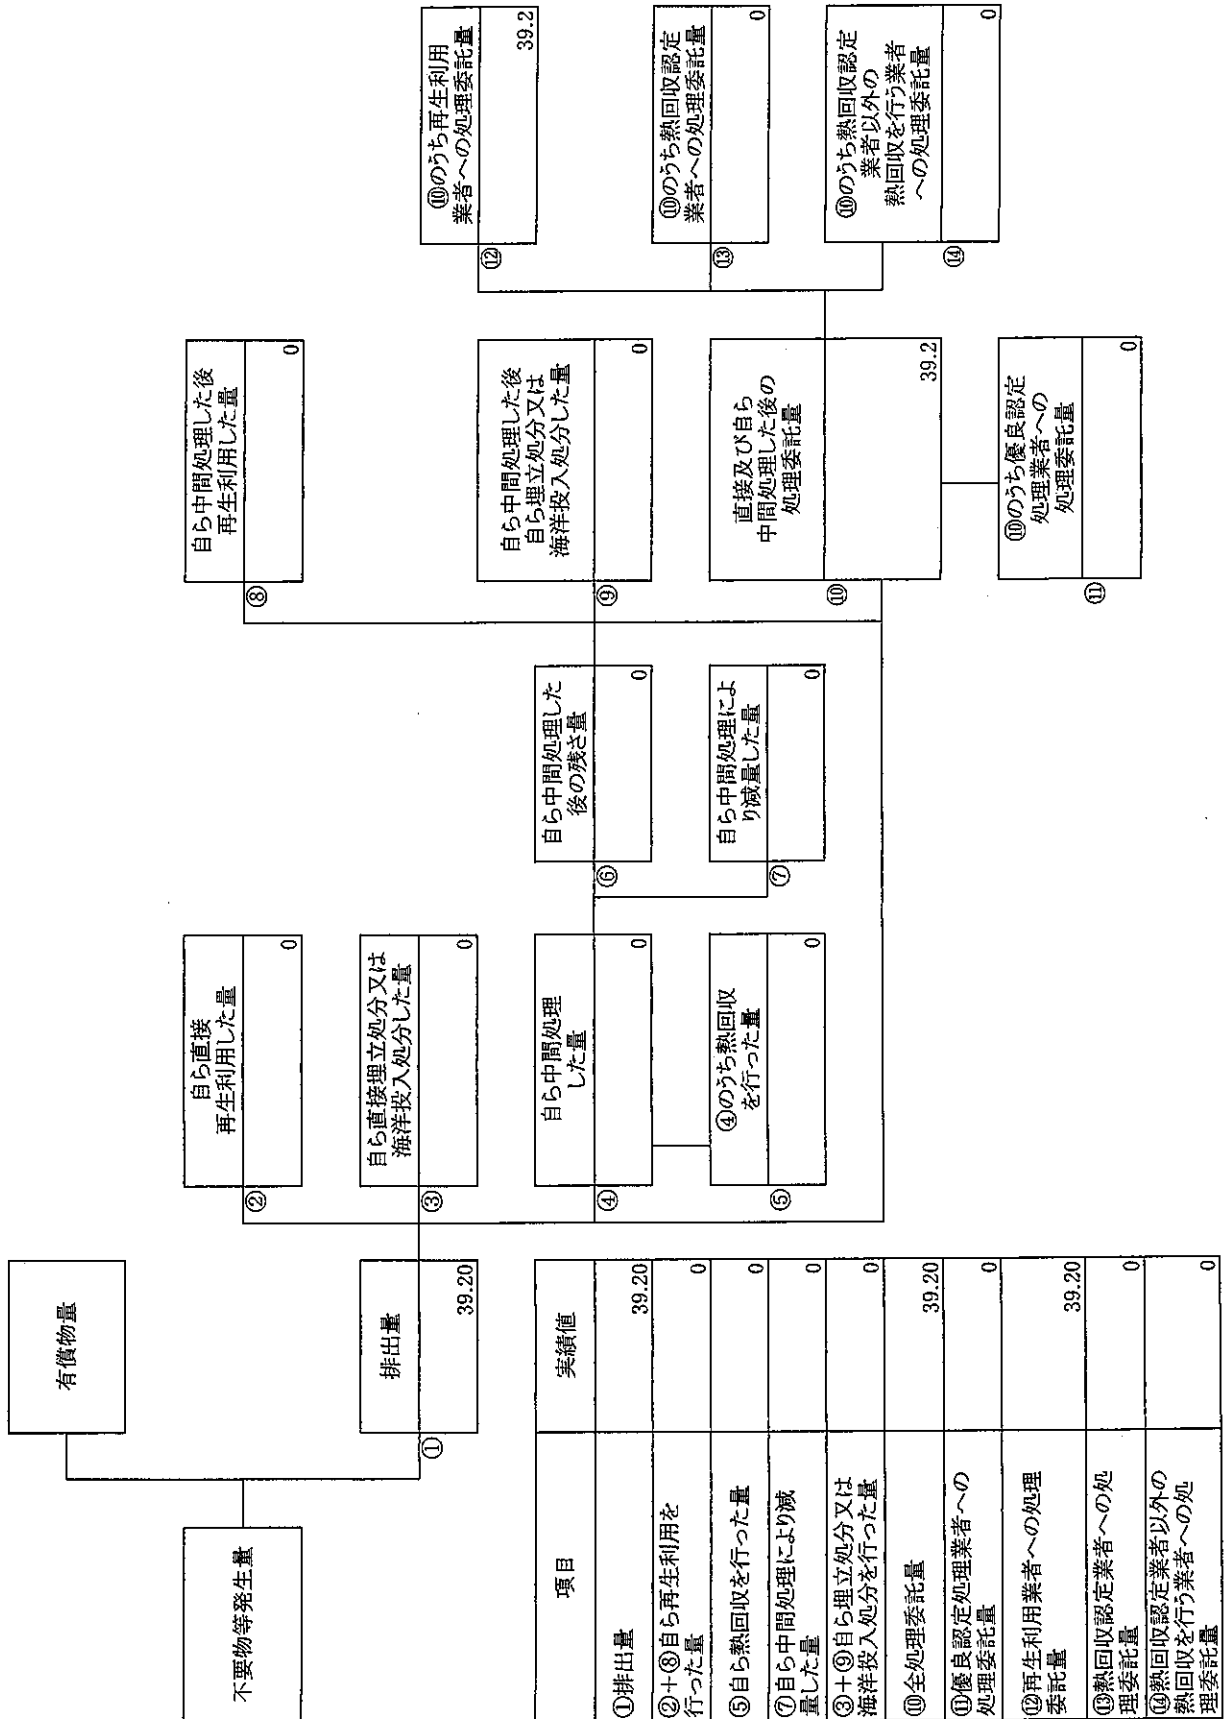 不要物等発生量
有償物量
①
排出量
39.20
②
自ら直接
再生利用した量
0
③
自ら直接埋立処分又は
海洋投入処分した量
0
④
自ら中間処理
した量
0
⑤
④のうち熱回収
を行った量
0
⑥
自ら中間処理した
後の残さ量
0
⑦
自ら中間処理によ
り減量した量
0
⑧
自ら中間処理した後
再生利用した量
0
⑨
自ら中間処理した後
自ら埋立処分又は
海洋投入処分した量
0
⑩
直接及び自ら
中間処理した後の
処理委託量
39.2
⑪
⑩のうち優良認定
処理業者への
処理委託量
0
⑫
⑩のうち再生利用
業者への処理委託量
39.2
⑬
⑩のうち熱回収認定
業者への処理委託量
0
⑭
⑩のうち熱回収認定
業者以外の
熱回収を行う業者
への処理委託量
0
項目
実績値
①排出量
39.20
②+⑧自ら再生利用を
行った量
0
⑤自ら熱回収を行った量
0
⑦自ら中間処理により減
量した量
0
③+⑨自ら埋立処分又は
海洋投入処分を行った量
0
⑩全処理委託量
39.20
⑪優良認定処理業者への
処理委託量
0
⑫再生利用業者への処理
委託量
39.20
⑬熱回収認定業者への処
理委託量
0
⑭熱回収認定業者以外の
熱回収を行う業者への処
理委託量
0